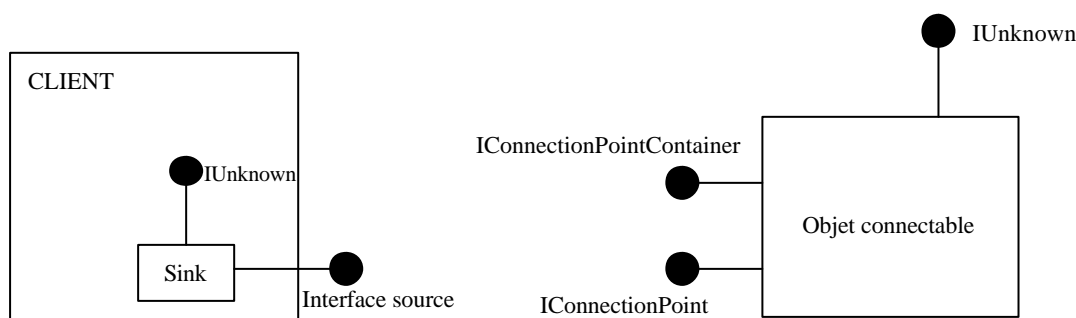 CLIENT
IUnknown
Sink
Interface source
IUnknown
IConnectionPointContainer
Objet connectable
IConnectionPoint